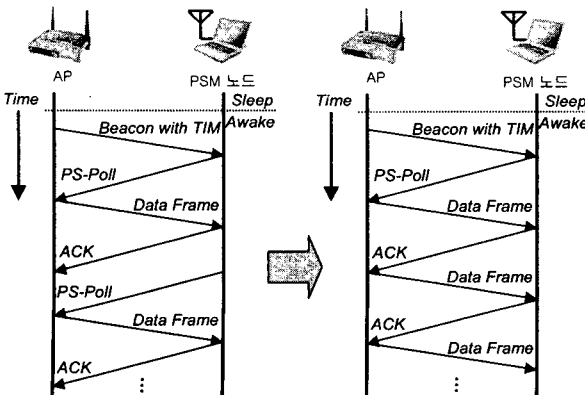 AP
PSM 노드
Time
Sleep
Awake
Beacon with TIM
PS-Poll
Data Frame
ACK
PS-Poll
Data Frame
ACK
⋮
AP
PSM 노드
Time
Sleep
Awake
Beacon with TIM
PS-Poll
Data Frame
ACK
Data Frame
ACK
Data Frame
⋮